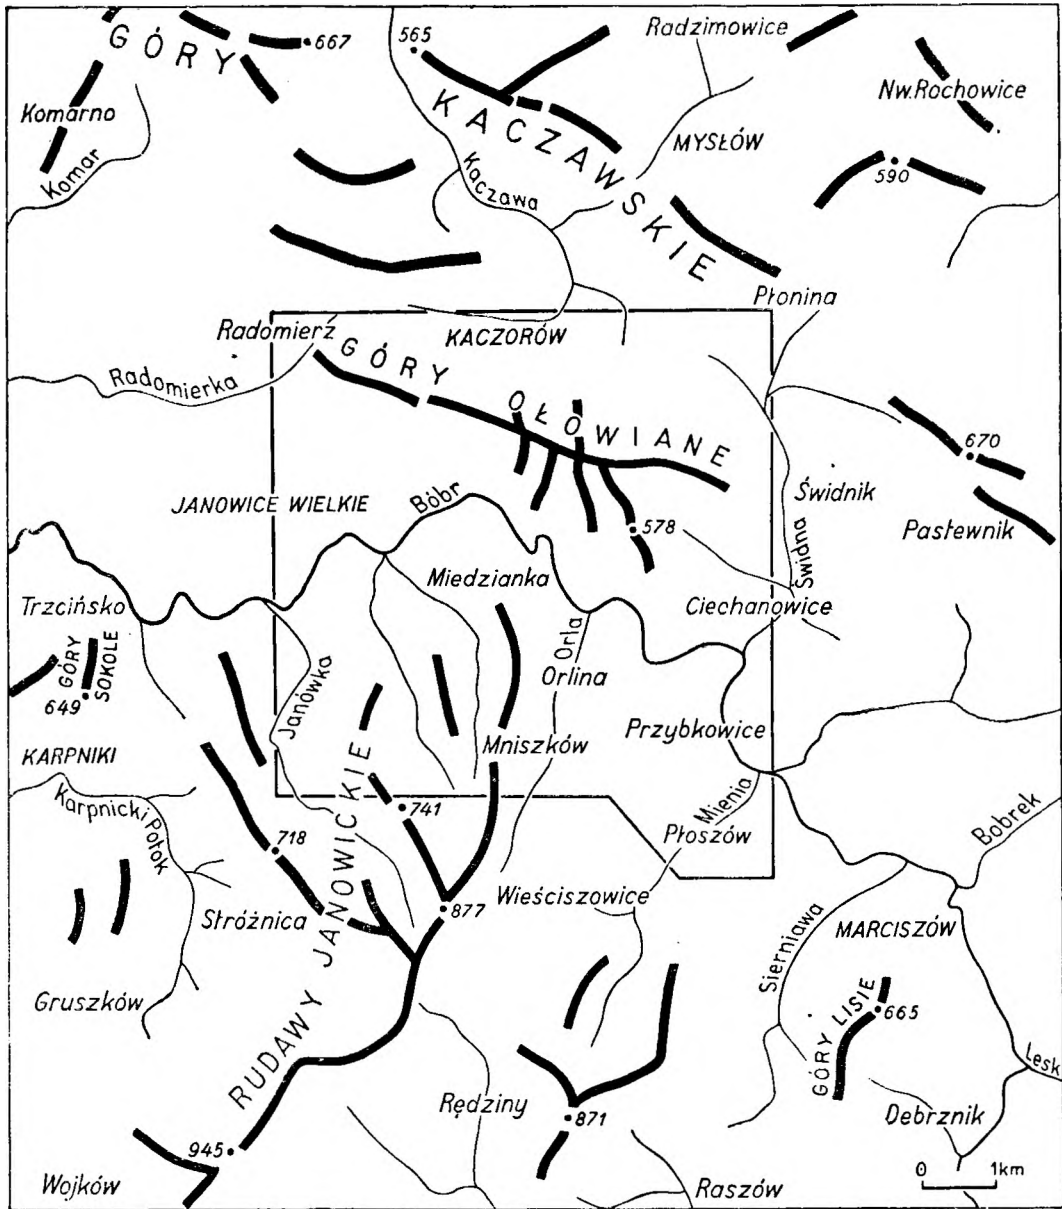 GÓRY
667
565
Radzimowice
Komarno
KACZAWSKIE
Nw.Rochowice
MYSŁÓW
Komar
Kaczawa
590
Płonina
Radomierz
KACZORÓW
GÓRY OŁOWIANE
Radomierka
670
JANOWICE WIELKIE
Bóbr
578
Świdnik
Pastewnik
Miedzianka
Świdna
Trzcińsko
Ciechanowice
GÓRY SOKOLE
649
Janówka
Orla
Orlina
Przybkowice
KARPNIKI
Mniszków
Karpnicki Potok
741
Mienia
718
Płoszów
Bobrek
Wieściszowice
877
Stróżnica
Sierniawa
MARCISZÓW
RUDAWY JANOWICKIE
Gruszków
GÓRY LISIE
665
Lesk
Rędziny
871
Dębrznik
945
0 1km
Wojków
Raszów